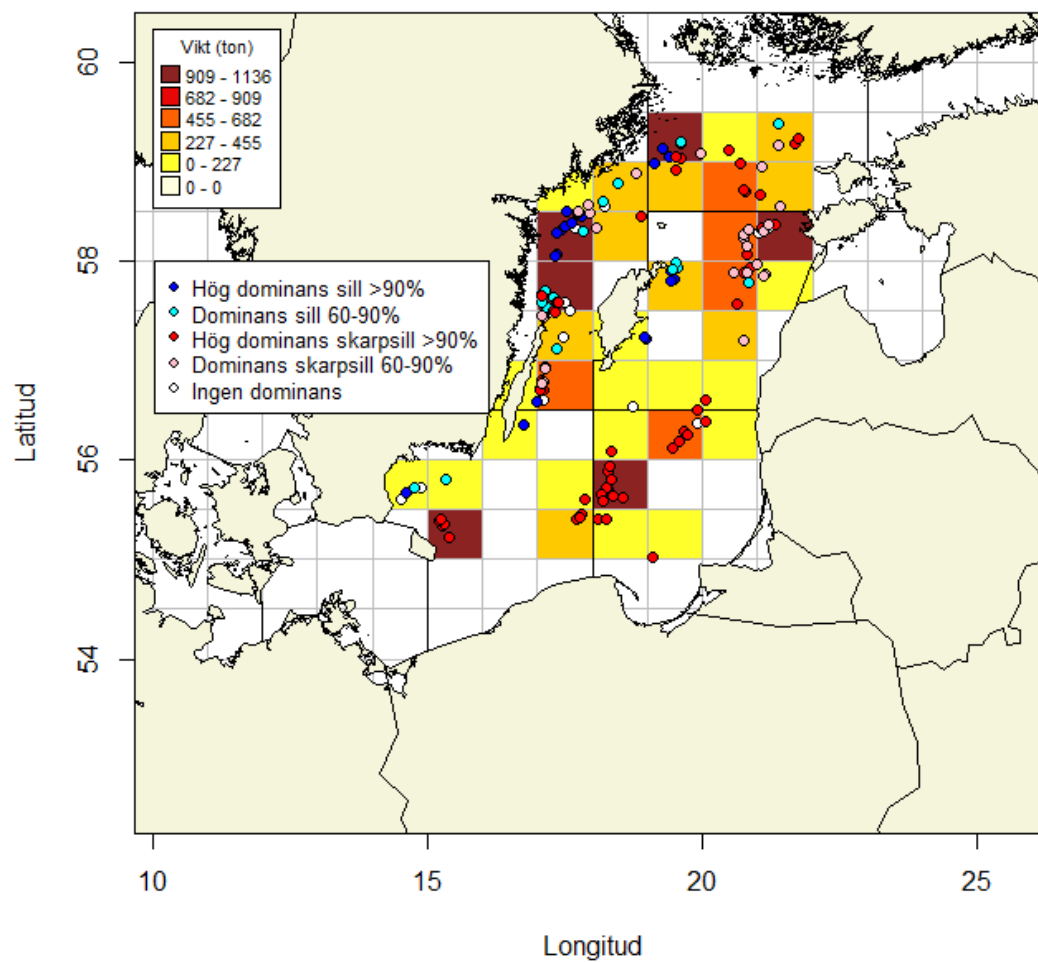 Vikt (ton)
909 - 1136
682 - 909
455 - 682
227 - 455
0 - 227
0 - 0
Hög dominans sill >90%
Dominans sill 60-90%
Hög dominans skarpsill >90%
Dominans skarpsill 60-90%
Ingen dominans
60
58
56
54
Latitud
10 15 20 25
Longitud